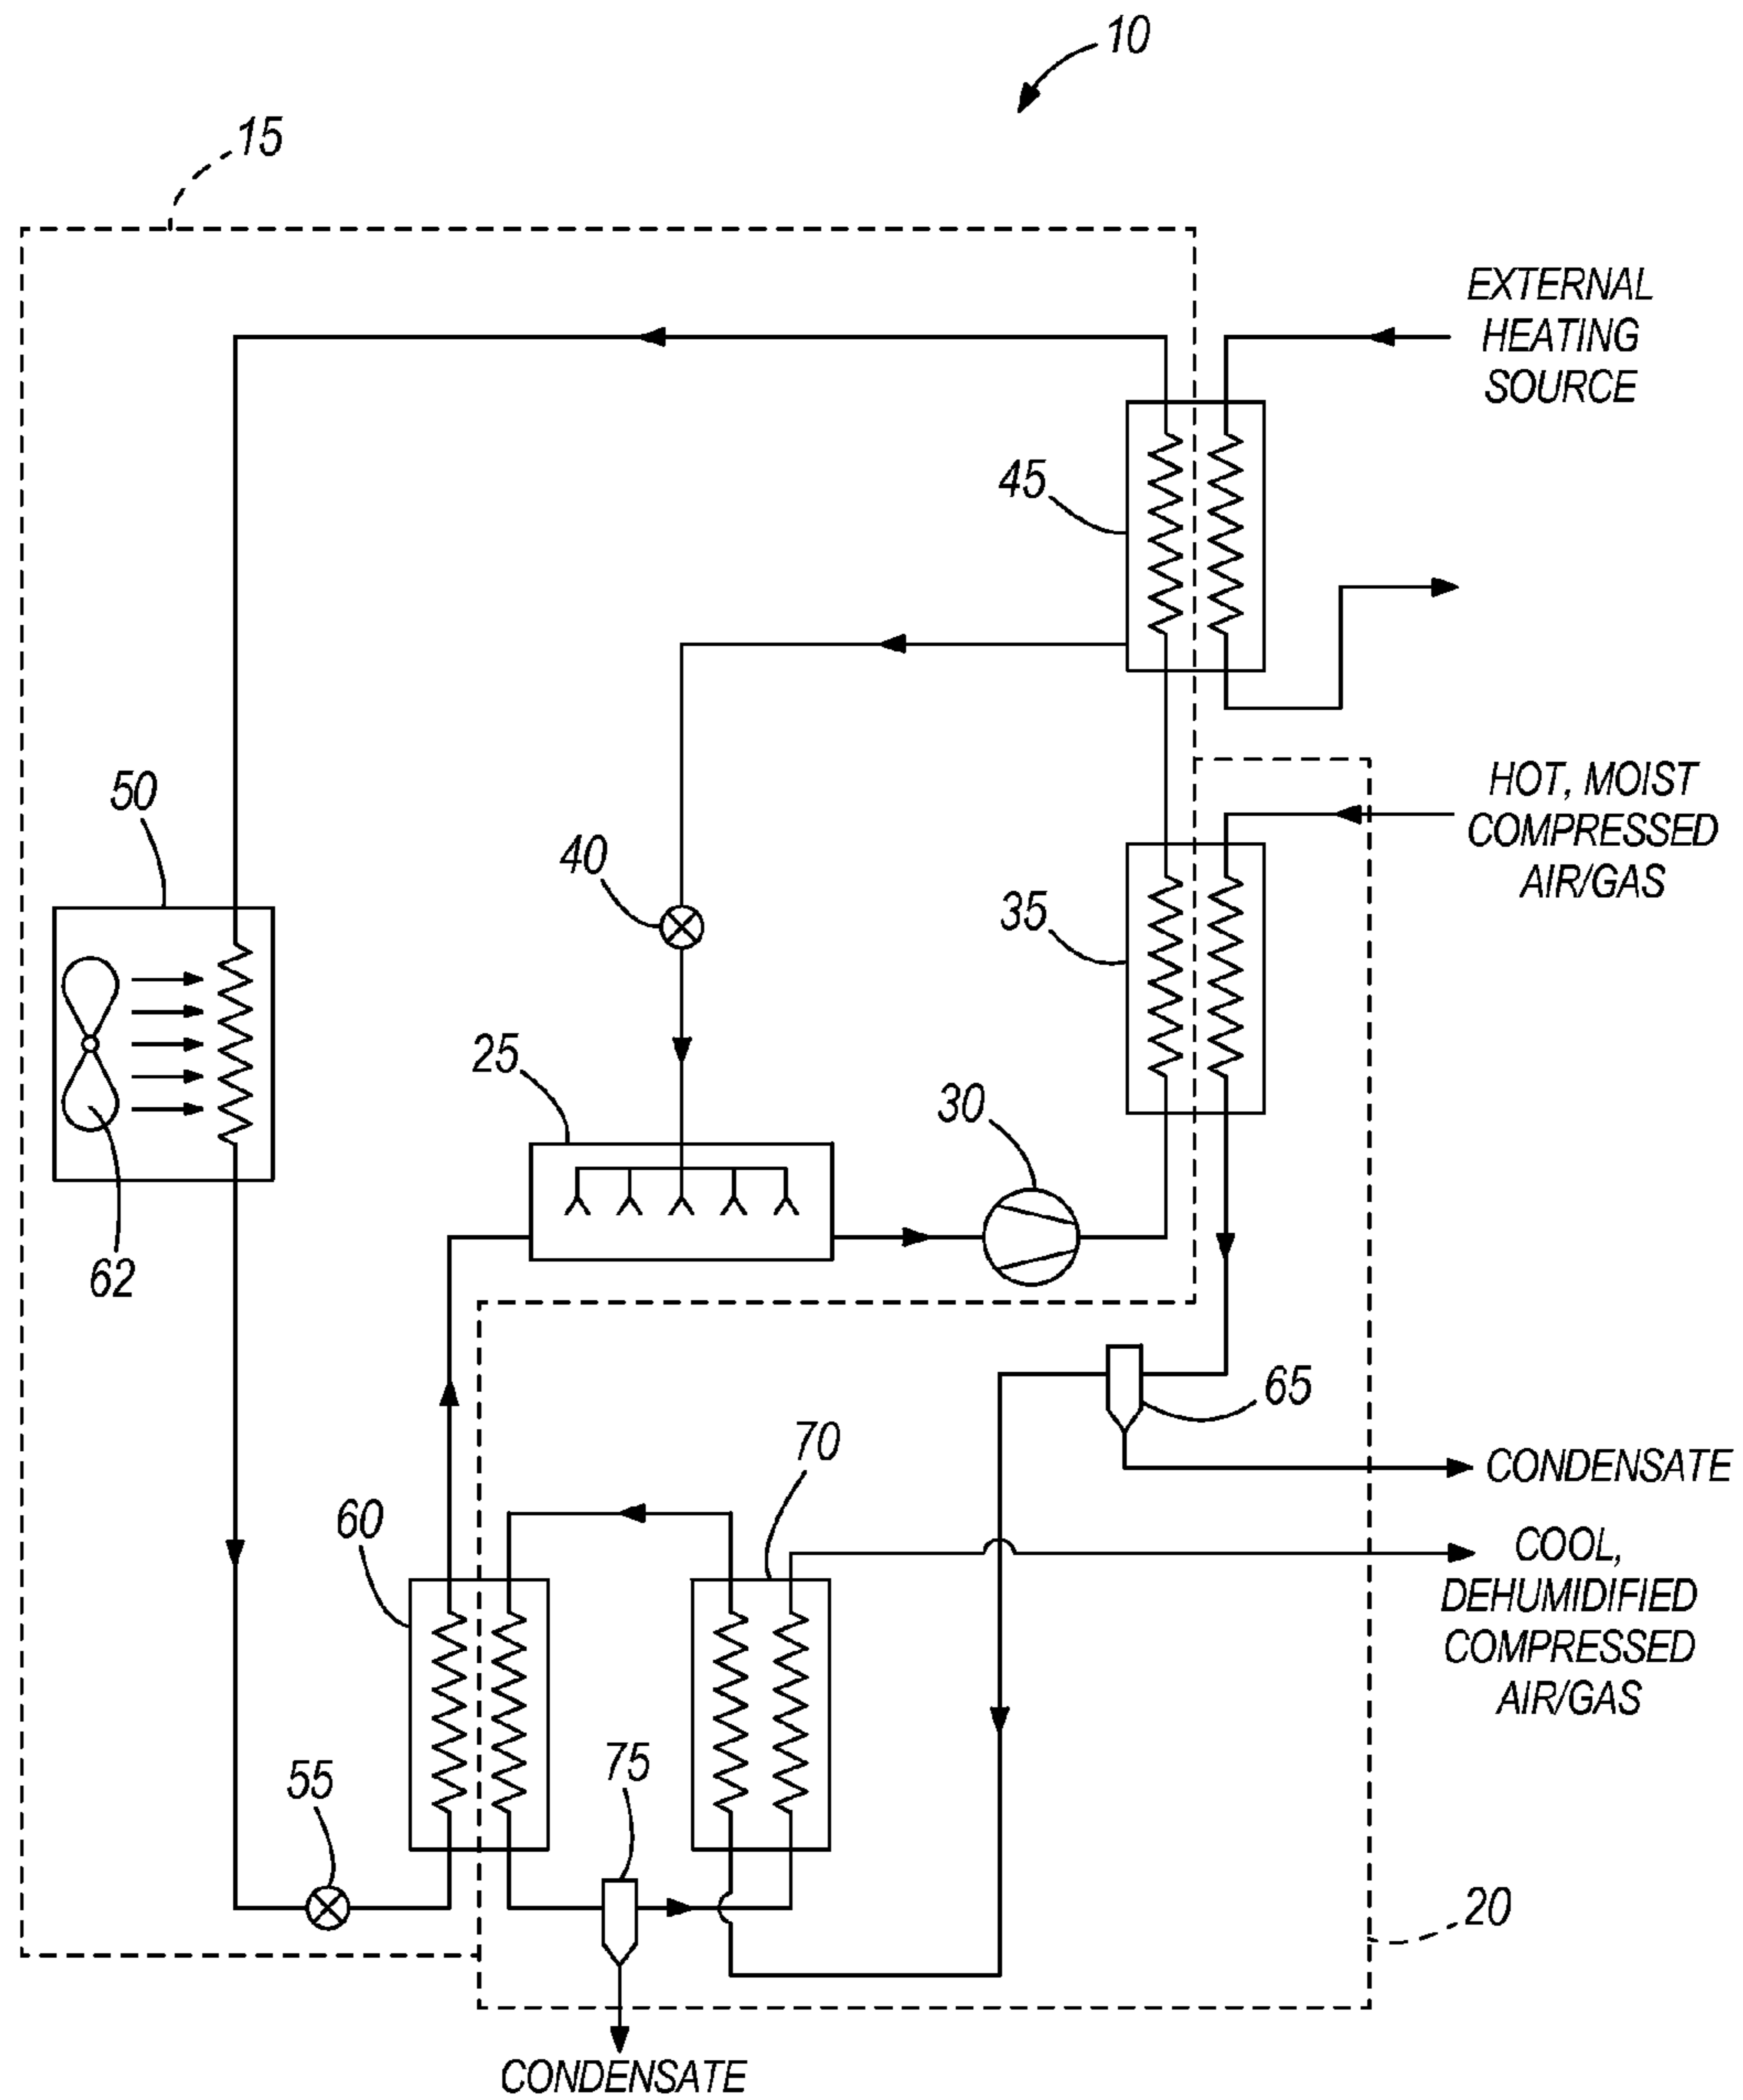 10
15
EXTERNAL
HEATING
SOURCE
45
HOT, MOIST
COMPRESSED
AIR/GAS
50
40
35
25
30
62
65
70
CONDENSATE
60
COOL,
DEHUMIDIFIED
COMPRESSED
AIR/GAS
75
55
20
CONDENSATE